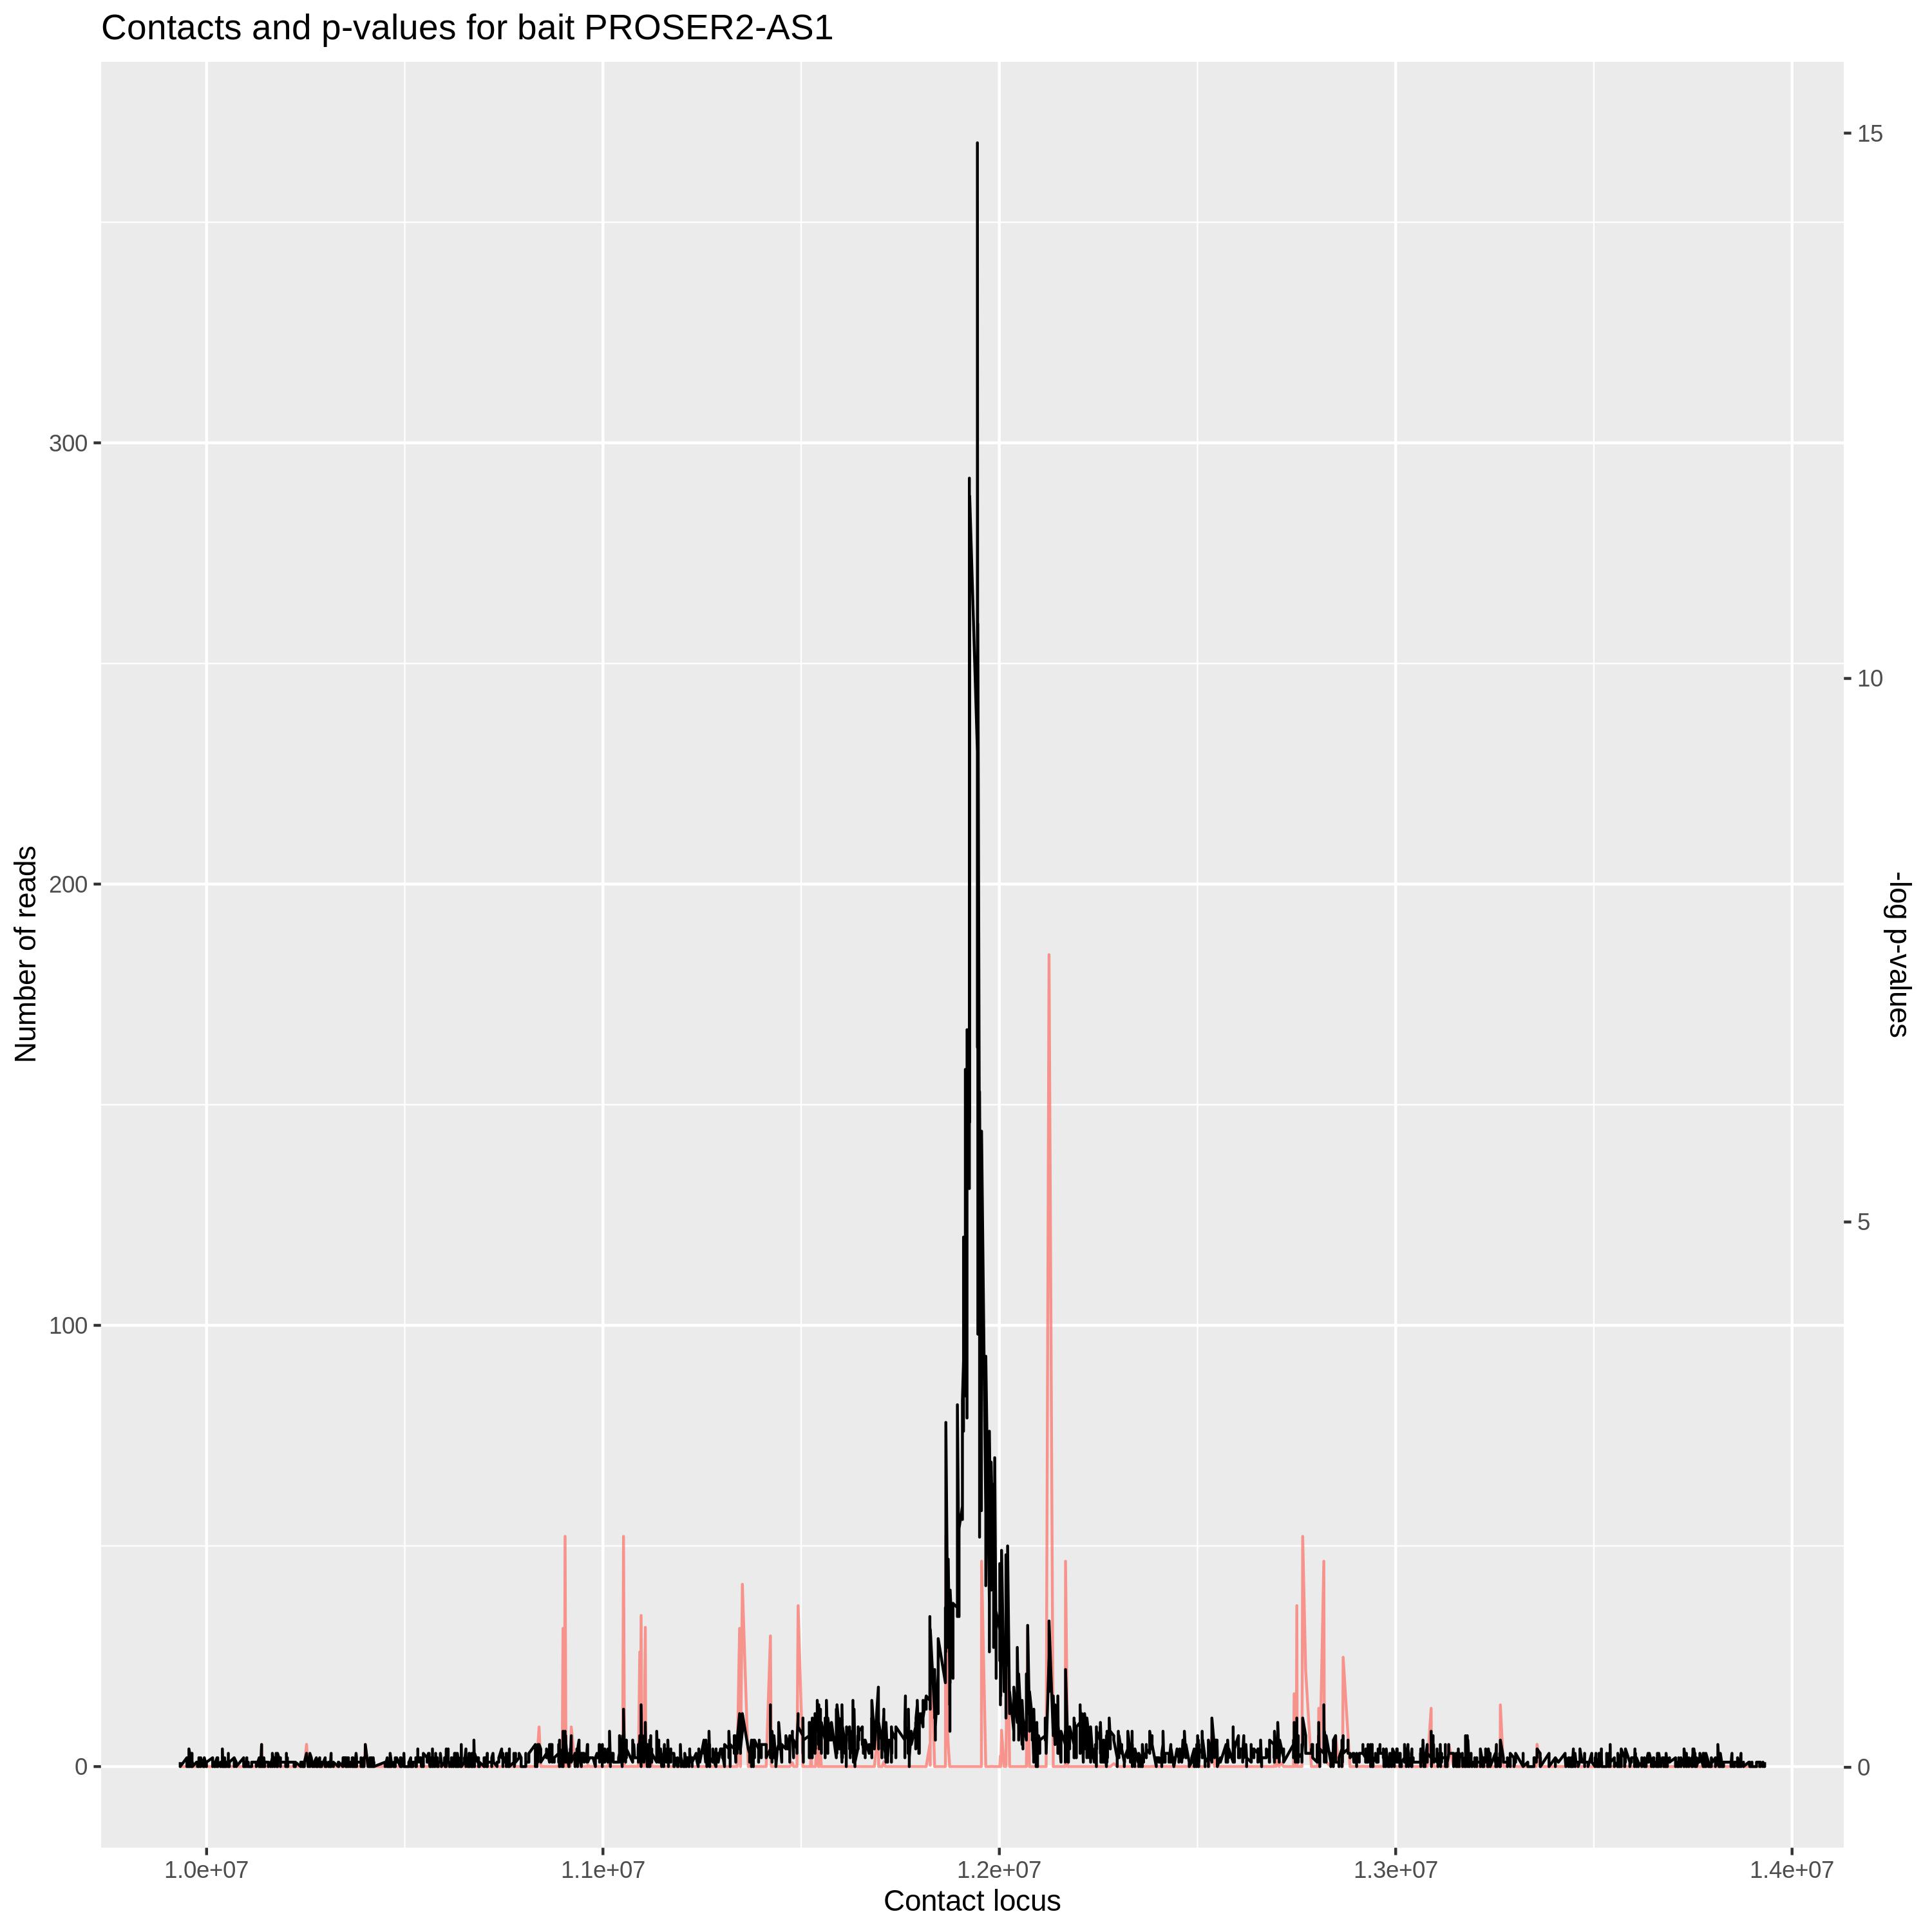 Contacts and p-values for bait PROSER2-AS1
Number of reads
300
200
100
0
15
10
5
0
-log p-values
1.0e+07 1.1e+07 1.2e+07 1.3e+07 1.4e+07
Contact locus